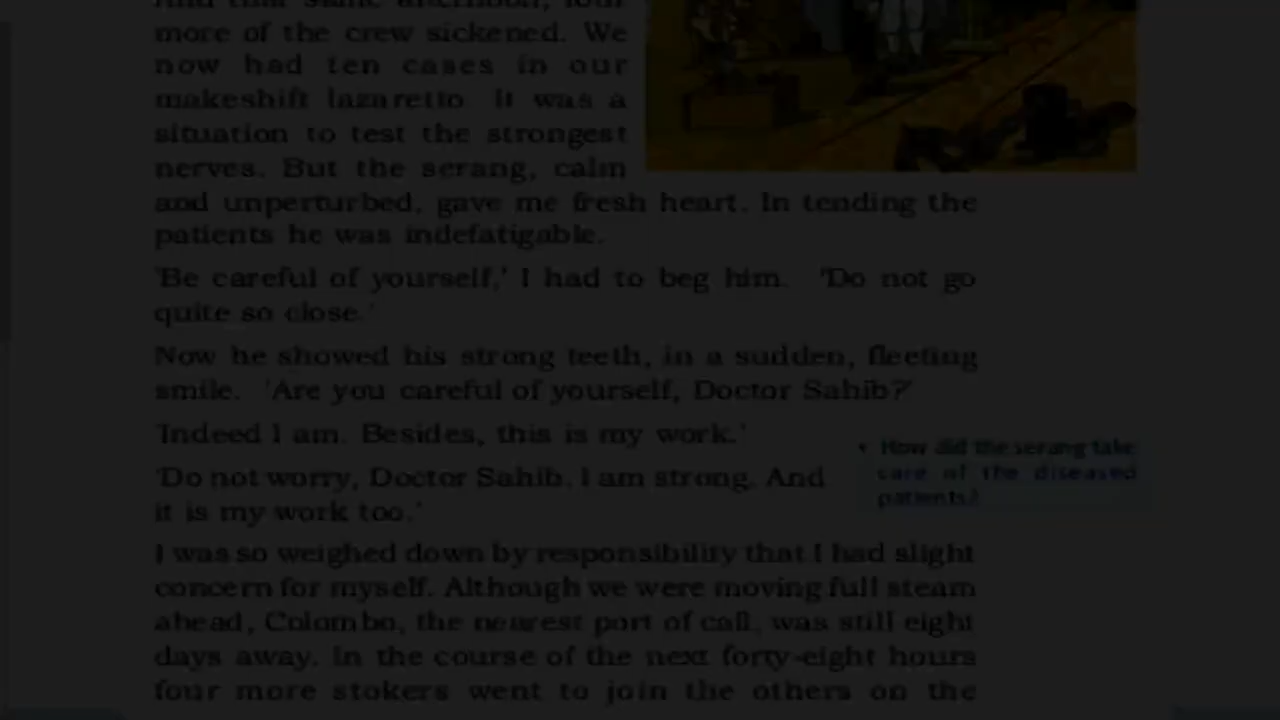 And that same afternoon, four
more of the crew sickened. We
now had ten cases in our
makeshift lazaretto. It was a
situation to test the strongest
nerves. But the serang, calm
and unperturbed, gave me fresh heart. In tending the
patients he was indefatigable.
'Be careful of yourself,' I had to beg him. 'Do not go
quite so close.'
Now he showed his strong teeth, in a sudden, fleeting
smile. 'Are you careful of yourself, Doctor Sahib?'
'Indeed I am. Besides, this is my work.'
'Do not worry, Doctor Sahib. I am strong. And
it is my work too.'
• How did the serang take
care of the diseased
patients?
I was so weighed down by responsibility that I had slight
concern for myself. Although we were moving full steam
ahead, Colombo, the nearest port of call, was still eight
days away. In the course of the next forty-eight hours
four more stokers went to join the others on the